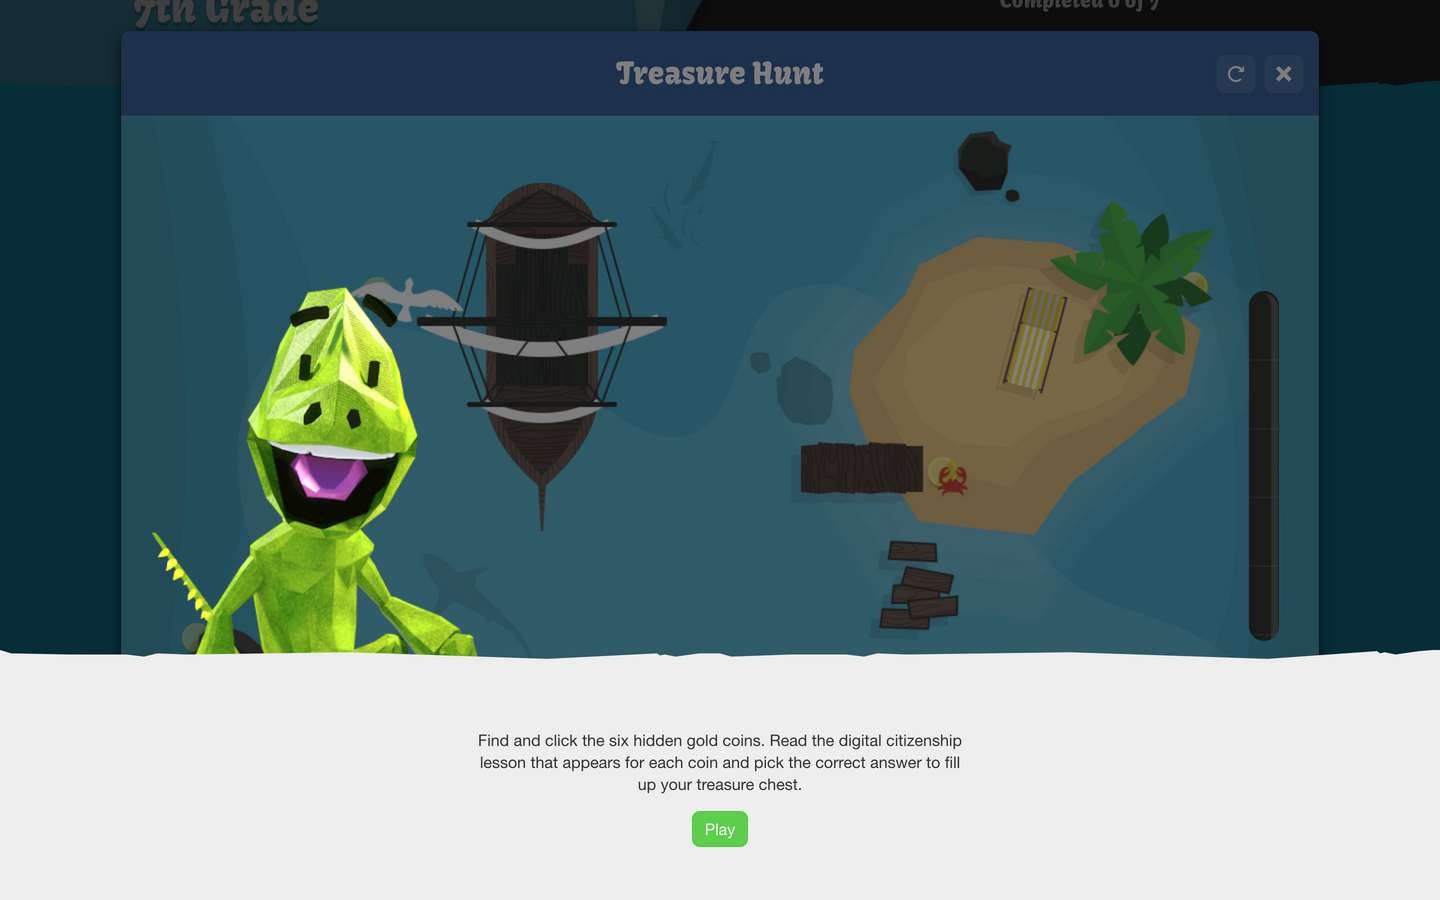 7th Grade
Completed 0 of 7
Treasure Hunt
Find and click the six hidden gold coins. Read the digital citizenship
lesson that appears for each coin and pick the correct answer to fill
up your treasure chest.
Play